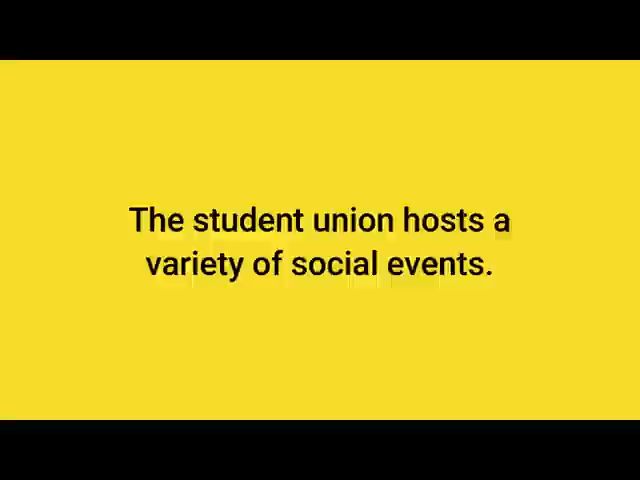 The student union hosts a
variety of social events.